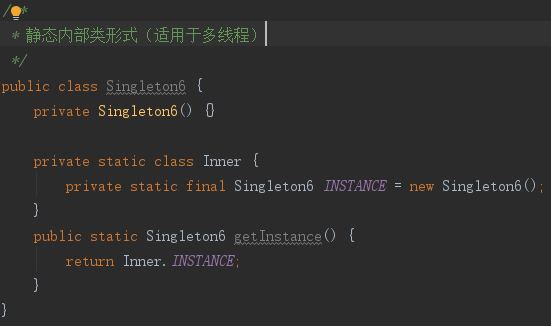 /**
 * 静态内部类形式（适用于多线程）
 */
public class Singleton6 {
    private Singleton6() {}
    private static class Inner {
        private static final Singleton6 INSTANCE = new Singleton6();
    }
    public static Singleton6 getInstance() {
        return Inner.INSTANCE;
    }
}